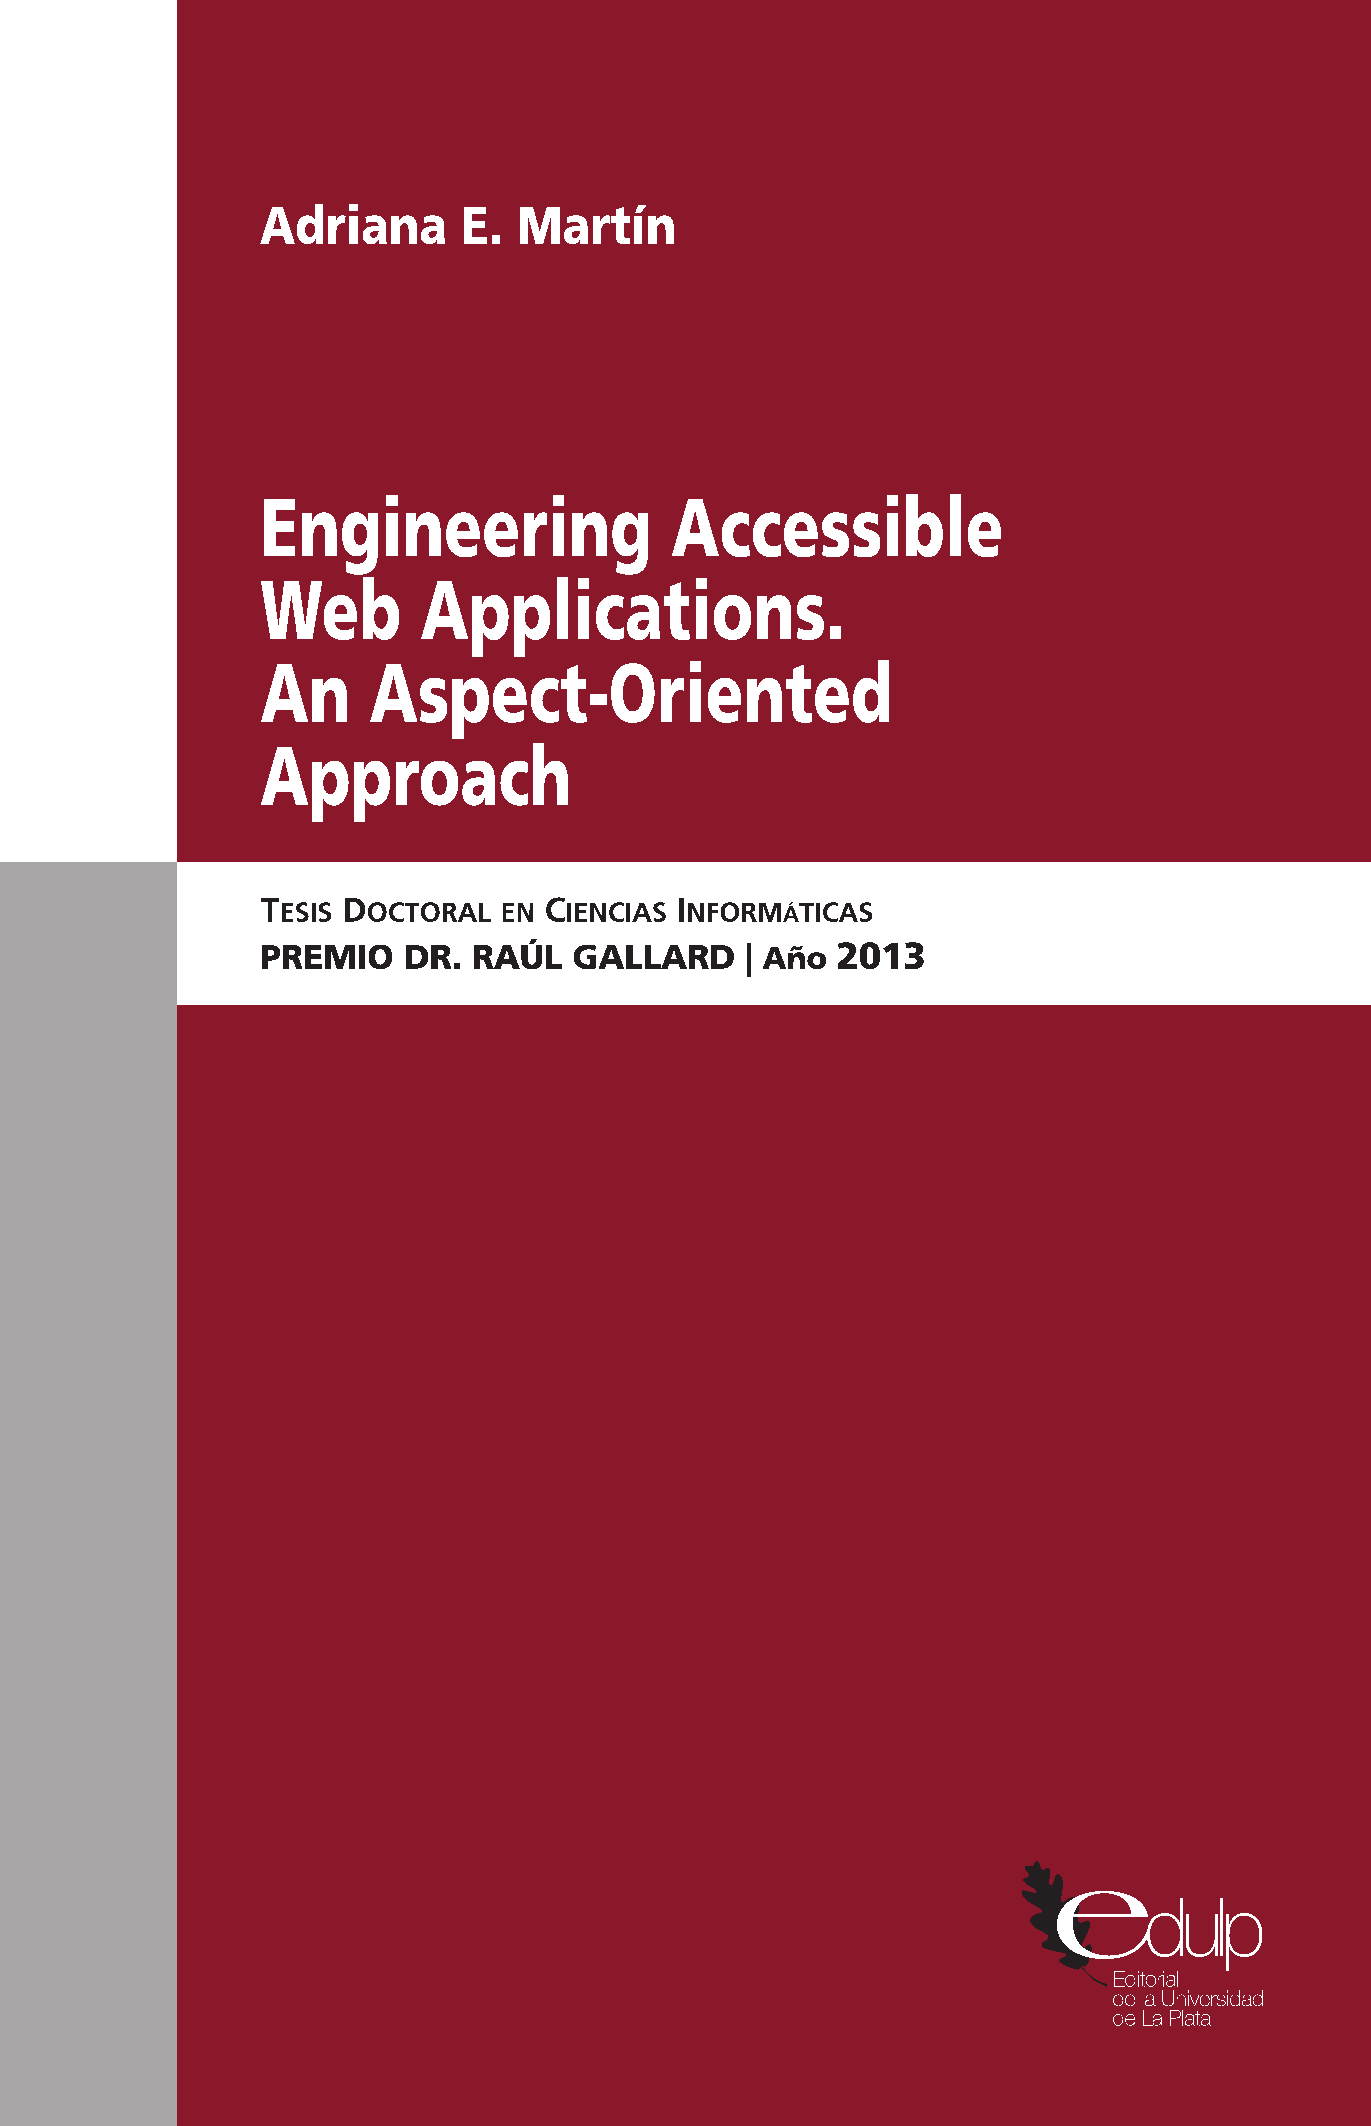 Adriana E. Martín
Engineering Accessible
Web Applications.
An Aspect-Oriented
Approach
TESIS DOCTORAL EN CIENCIAS INFORMÁTICAS
PREMIO DR. RAÚL GALLARD | Año 2013
edulp
Editorial
de la Universidad
de La Plata